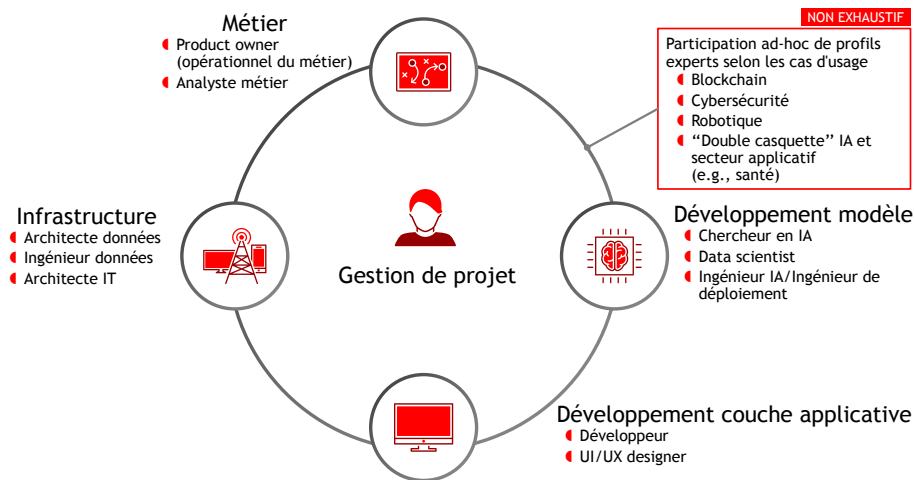 NON EXHAUSTIF
Métier
Product owner
(opérationnel du métier)
Analyste métier
Participation ad-hoc de profils
experts selon les cas d'usage
Blockchain
Cybersécurité
Robotique
“Double casquette” IA et
secteur applicatif
(e.g., santé)
Infrastructure
Architecte données
Ingénieur données
Architecte IT
Gestion de projet
Développement modèle
Chercheur en IA
Data scientist
Ingénieur IA/Ingénieur de
déploiement
Développement couche applicative
Développeur
UI/UX designer